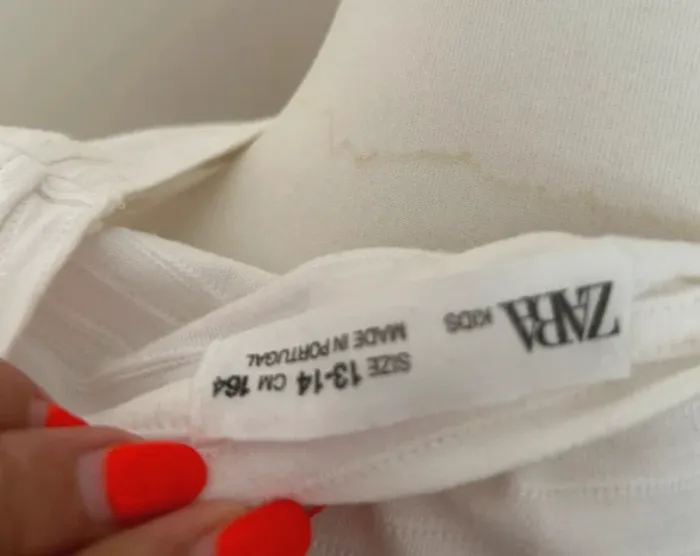 ZARA
KIDS
SIZE 13-14 CM 164
MADE IN PORTUGAL